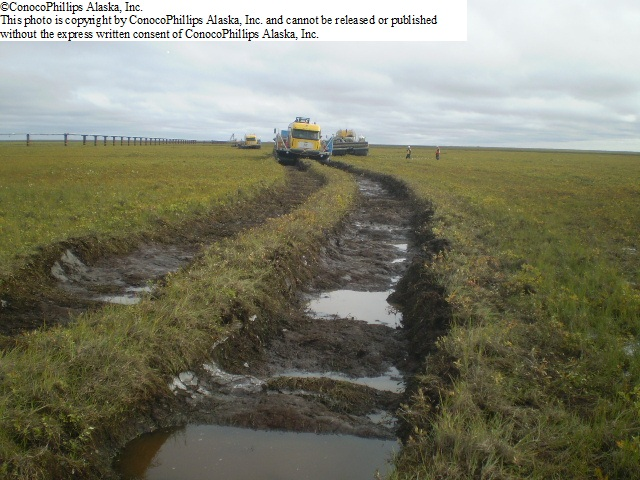 ©ConocoPhillips Alaska, Inc.
This photo is copyright by ConocoPhillips Alaska, Inc. and cannot be released or published
without the express written consent of ConocoPhillips Alaska, Inc.